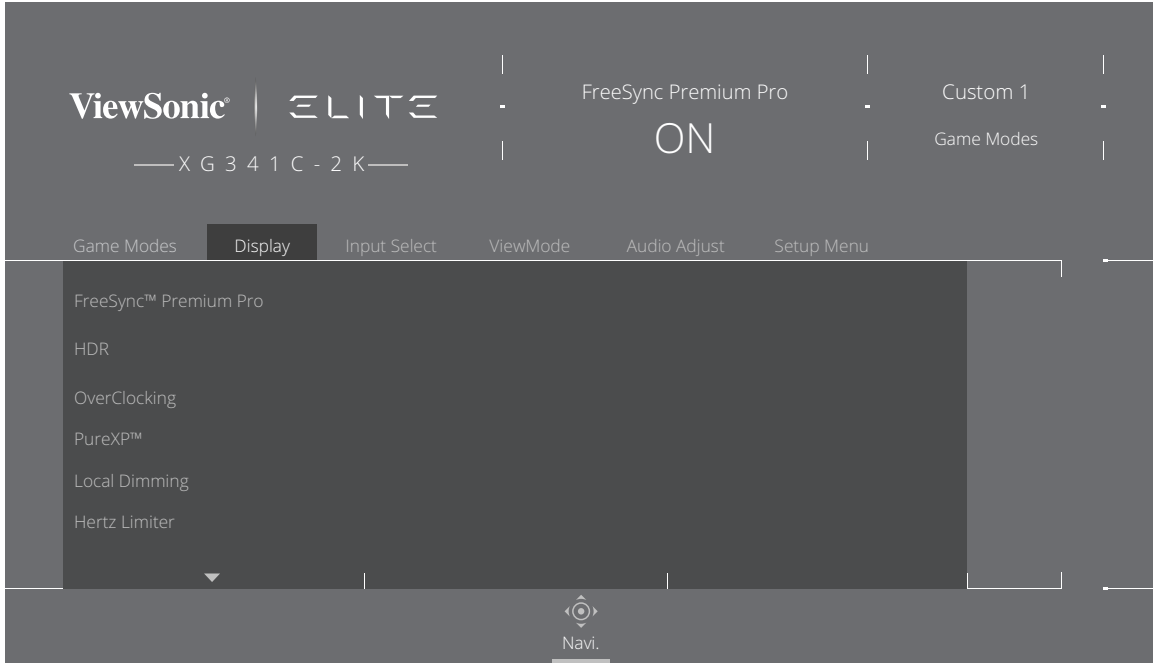 ViewSonic® | ELITE
XG341C-2K
FreeSync Premium Pro
ON
Custom 1
Game Modes
Game Modes Display Input Select ViewMode Audio Adjust Setup Menu
FreeSync™ Premium Pro
HDR
OverClocking
PureXP™
Local Dimming
Hertz Limiter
Navi.